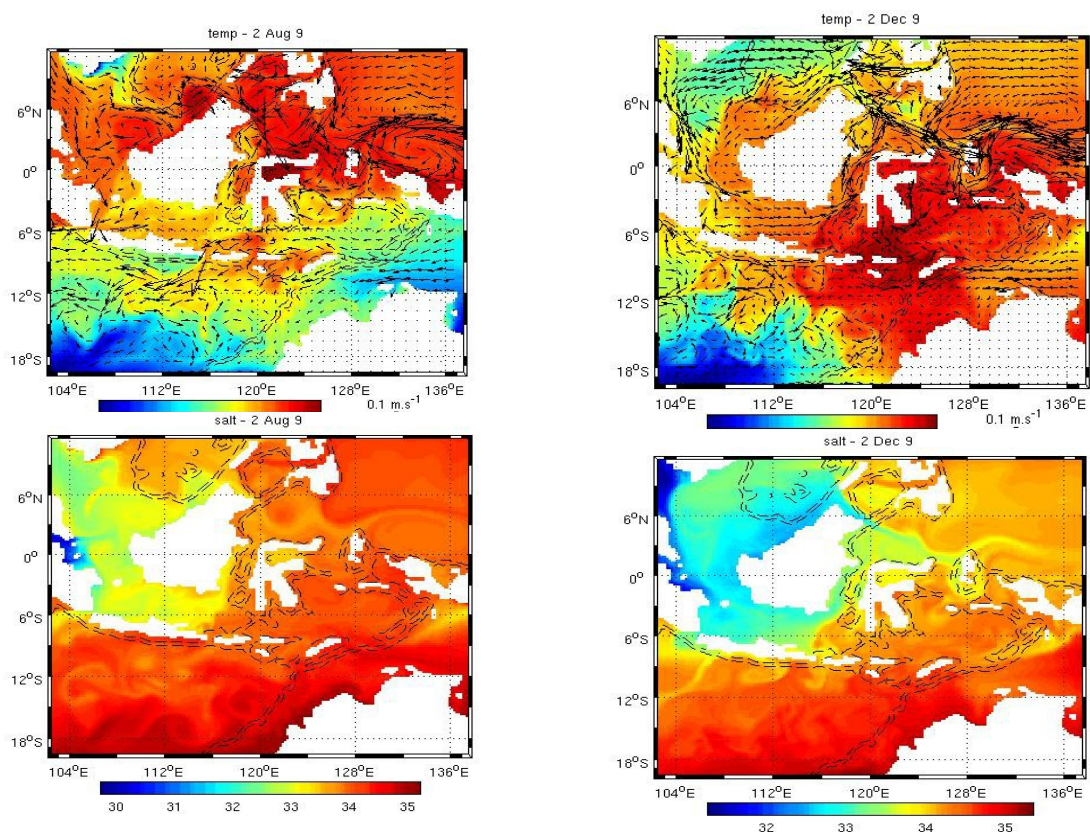 temp - 2 Aug 9
6°N
0°
6°S
12°S
18°S
104°E 112°E 120°E 128°E 136°E
0.1 m.s⁻¹
salt - 2 Aug 9
6°N
0°
6°S
12°S
18°S
104°E 112°E 120°E 128°E 136°E
30 31 32 33 34 35
temp - 2 Dec 9
6°N
0°
6°S
12°S
18°S
104°E 112°E 120°E 128°E 136°E
0.1 m.s⁻¹
salt - 2 Dec 9
6°N
0°
6°S
12°S
18°S
104°E 112°E 120°E 128°E 136°E
32 33 34 35